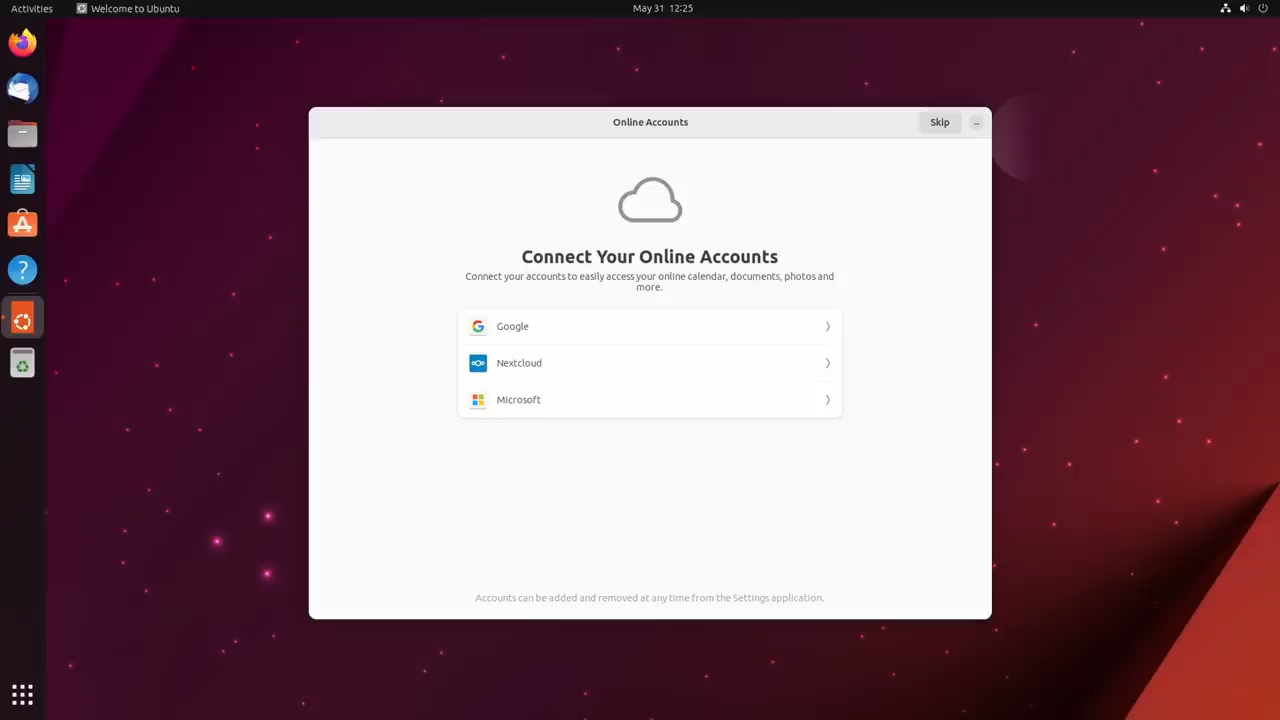 Activities
Welcome to Ubuntu
May 31 12:25
Online Accounts
Skip
Connect Your Online Accounts
Connect your accounts to easily access your online calendar, documents, photos and
more.
Google
Nextcloud
Microsoft
Accounts can be added and removed at any time from the Settings application.